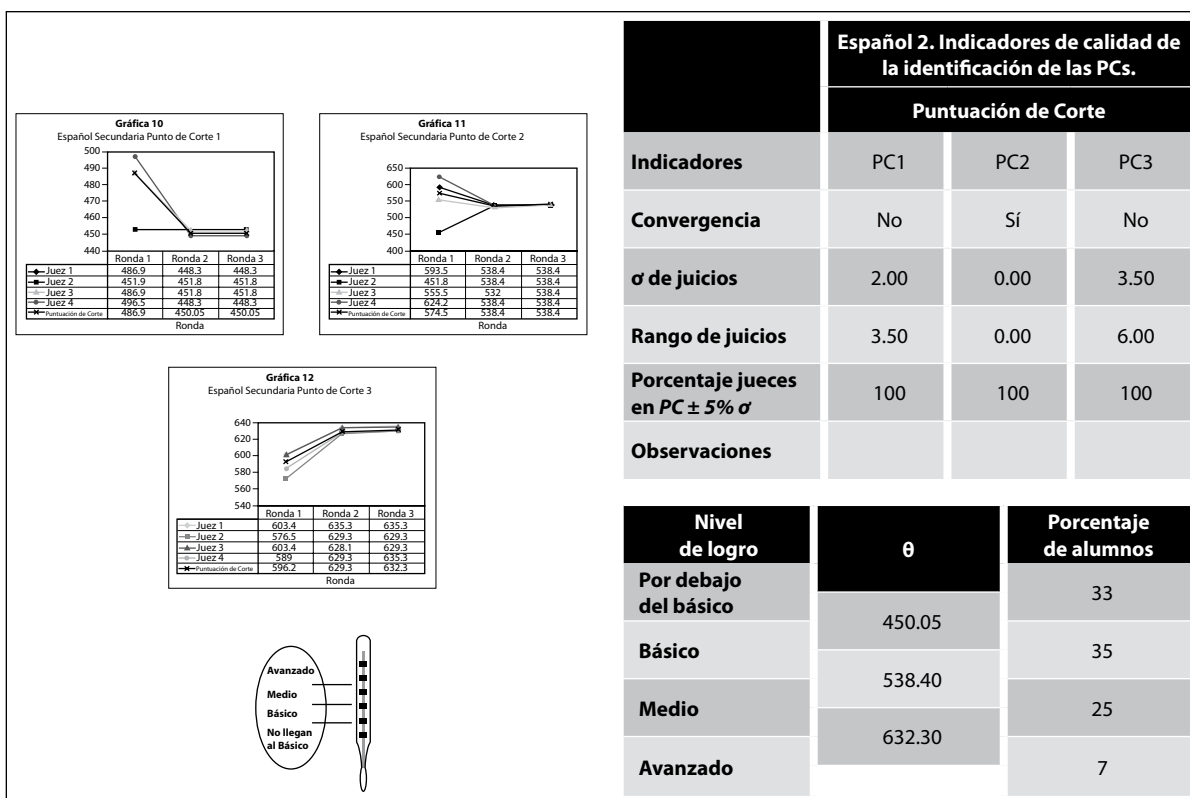 Gráfica 10
Español Secundaria Punto de Corte 1
500
490
480
470
460
450
440
Ronda 1 Ronda 2 Ronda 3
Juez 1 486.9 448.3 448.3
Juez 2 451.9 451.8 451.8
Juez 3 486.9 451.8 451.8
Juez 4 496.5 448.3 448.3
Puntuación de Corte 486.9 450.05 450.05
Ronda
Gráfica 11
Español Secundaria Punto de Corte 2
650
600
550
500
450
400
Ronda 1 Ronda 2 Ronda 3
Juez 1 593.5 538.4 538.4
Juez 2 451.8 538.4 538.4
Juez 3 555.5 532 538.4
Juez 4 624.2 538.4 538.4
Puntuación de Corte 574.5 538.4 538.4
Ronda
Gráfica 12
Español Secundaria Punto de Corte 3
640
620
600
580
560
540
Ronda 1 Ronda 2 Ronda 3
Juez 1 603.4 635.3 635.3
Juez 2 576.5 629.3 629.3
Juez 3 603.4 628.1 629.3
Juez 4 589 629.3 635.3
Puntuación de Corte 596.2 629.3 632.3
Ronda
Avanzado
Medio
Básico
No llegan
al Básico
Español 2. Indicadores de calidad de
la identificación de las PCs.
Puntuación de Corte
Indicadores PC1 PC2 PC3
Convergencia No Sí No
σ de juicios 2.00 0.00 3.50
Rango de juicios 3.50 0.00 6.00
Porcentaje jueces
en PC ± 5% σ 100 100 100
Observaciones
Nivel
de logro
θ
Porcentaje
de alumnos
Por debajo
del básico
33
450.05
Básico 35
538.40
Medio 25
632.30
Avanzado 7